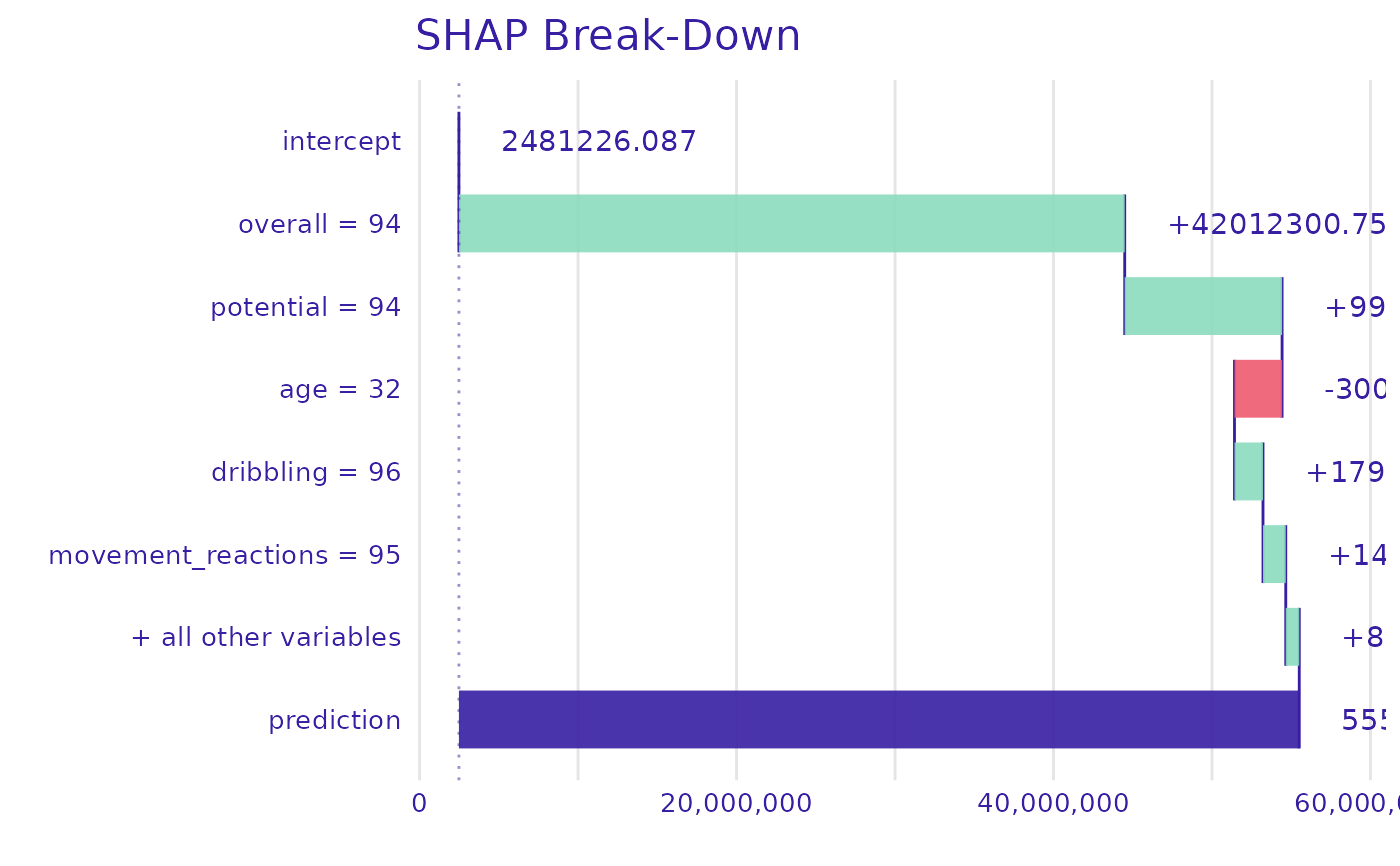 SHAP Break-Down
intercept
2481226.087
overall = 94
+42012300.75
potential = 94
+99
age = 32
-300
dribbling = 96
+179
movement_reactions = 95
+14
+ all other variables
+8
prediction
555
0
20,000,000
40,000,000
60,000,0